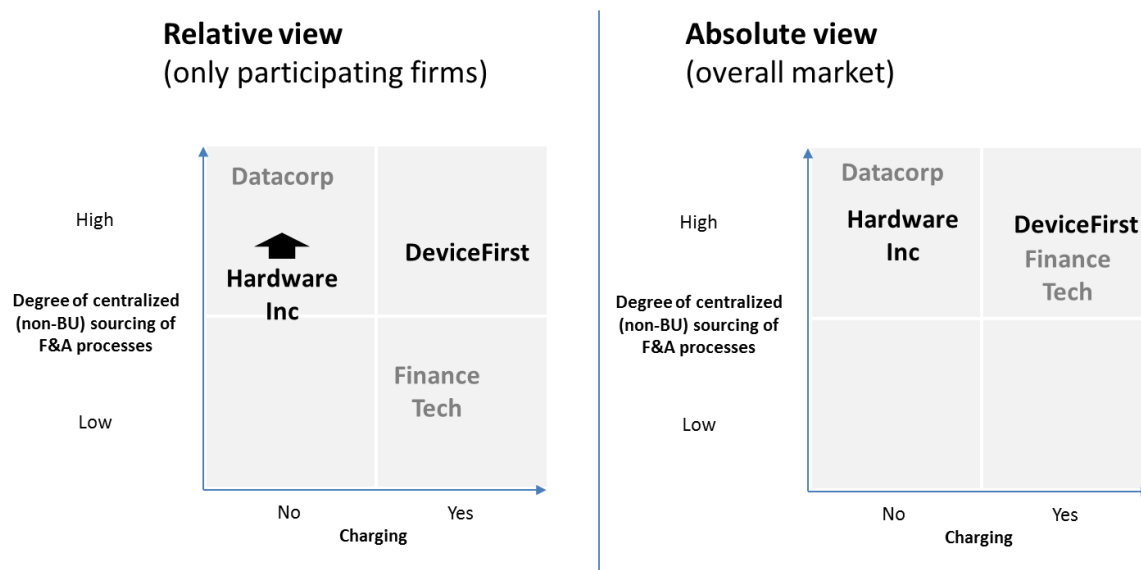 Relative view
(only participating firms)
Datacorp
High
DeviceFirst
Hardware
Inc
Degree of centralized
(non-BU) sourcing of
F&A processes
Finance
Tech
Low
No
Yes
Charging
Absolute view
(overall market)
Datacorp
High
Hardware
Inc
DeviceFirst
Finance
Tech
Degree of centralized
(non-BU) sourcing of
F&A processes
Low
No
Yes
Charging